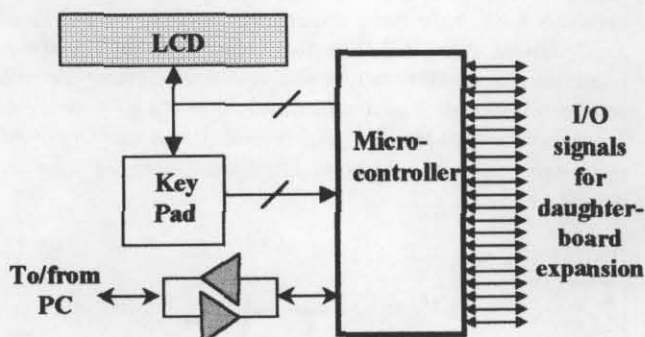 LCD
Micro-
controller
Key
Pad
To/from
PC
I/O
signals
for
daughter-
board
expansion